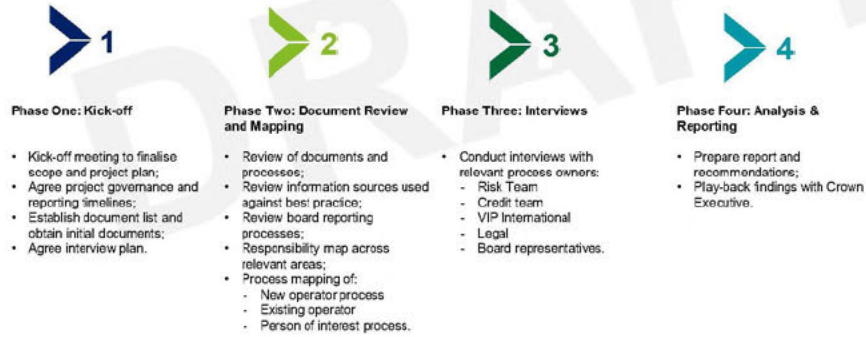 DRAFT
1
2
3
4
Phase One: Kick-off
• Kick-off meeting to finalise
scope and project plan;
• Agree project governance and
reporting timelines;
• Establish document list and
obtain initial documents;
• Agree interview plan.
Phase Two: Document Review
and Mapping
• Review of documents and
processes;
• Review information sources used
against best practice;
• Review board reporting
processes;
• Responsibility map across
relevant areas;
• Process mapping of:
- New operator process
- Existing operator
- Person of interest process.
Phase Three: Interviews
• Conduct interviews with
relevant process owners:
- Risk Team
- Credit team
- VIP International
- Legal
- Board representatives.
Phase Four: Analysis &
Reporting
• Prepare report and
recommendations;
• Play-back findings with Crown
Executive.